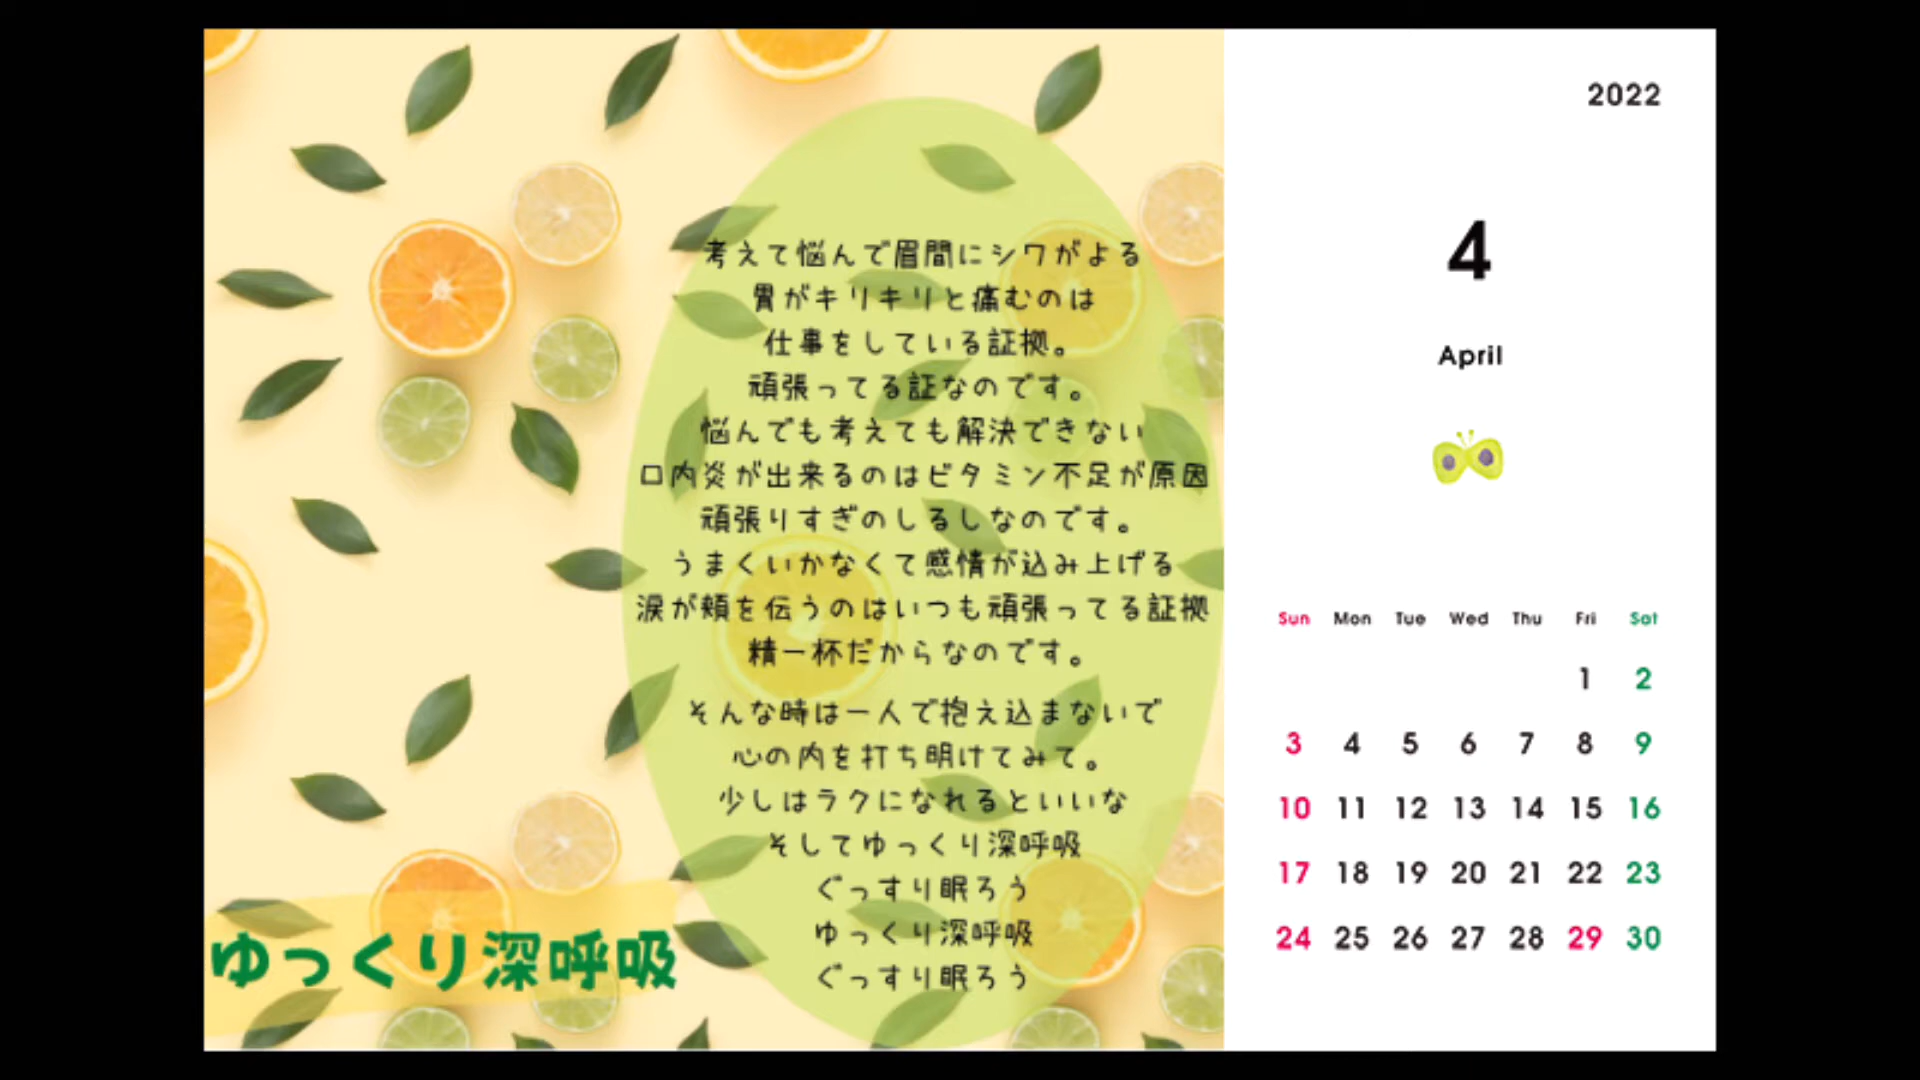 考えて悩んで眉間にシワがよる
胃がキリキリと痛むのは
仕事をしている証拠。
頑張ってる証なのです。
悩んでも考えても解決できない
口内炎が出来るのはビタミン不足が原因
頑張りすぎのしるしなのです。
うまくいかなくて感情が込み上げる
涙が頬を伝うのはいつも頑張ってる証拠
精一杯だからなのです。
そんな時は一人で抱え込まないで
心の内を打ち明けてみて。
少しはラクになれるといいな
そしてゆっくり深呼吸
ぐっすり眠ろう
ゆっくり深呼吸
ぐっすり眠ろう
ゆっくり深呼吸
2022
4
April
Sun Mon Tue Wed Thu Fri Sat
1 2
3 4 5 6 7 8 9
10 11 12 13 14 15 16
17 18 19 20 21 22 23
24 25 26 27 28 29 30